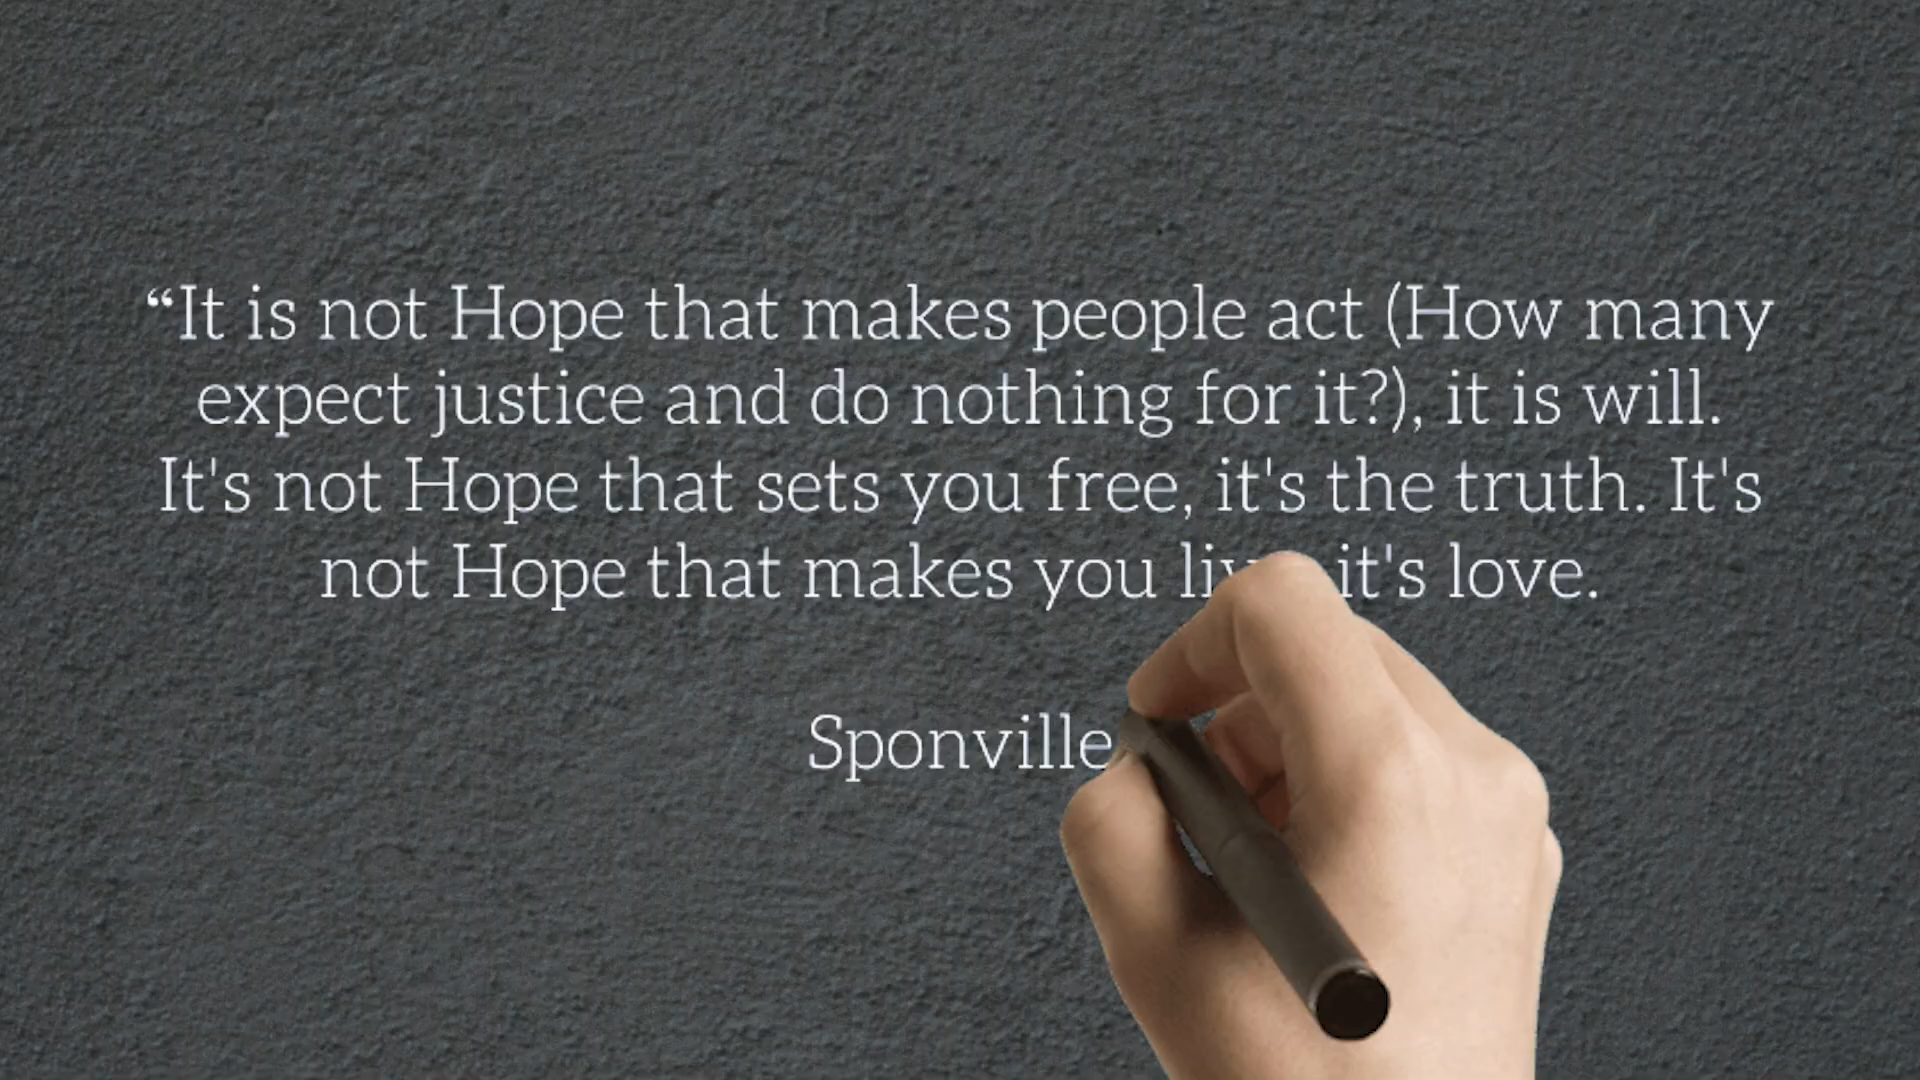 “It is not Hope that makes people act (How many
expect justice and do nothing for it?), it is will.
It's not Hope that sets you free, it's the truth. It's
not Hope that makes you it's love.
Sponville